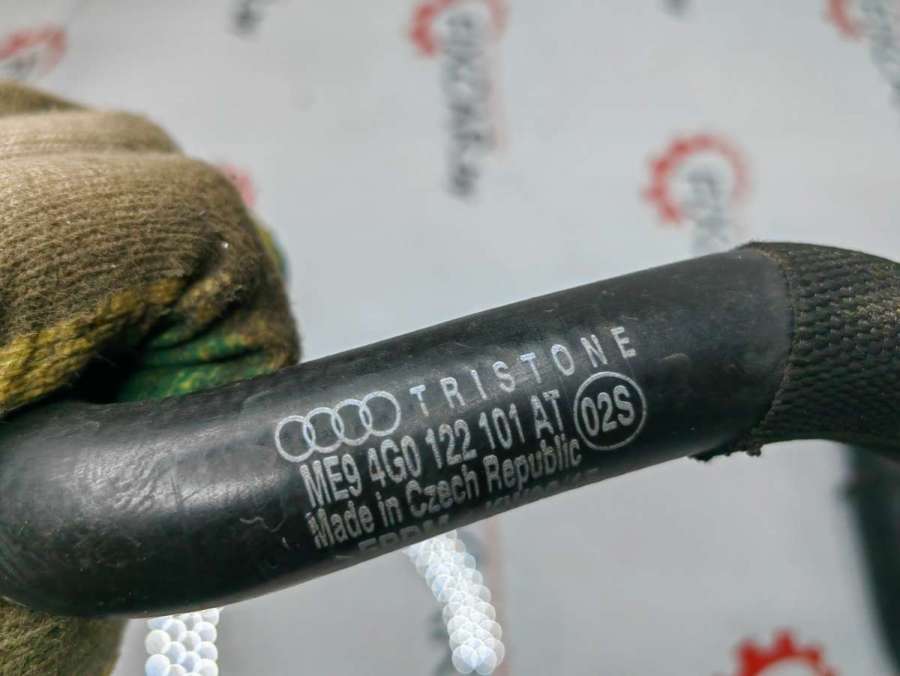 TRISTONE
ME9 4G0 122 101 AT 02S
Made in Czech Republic